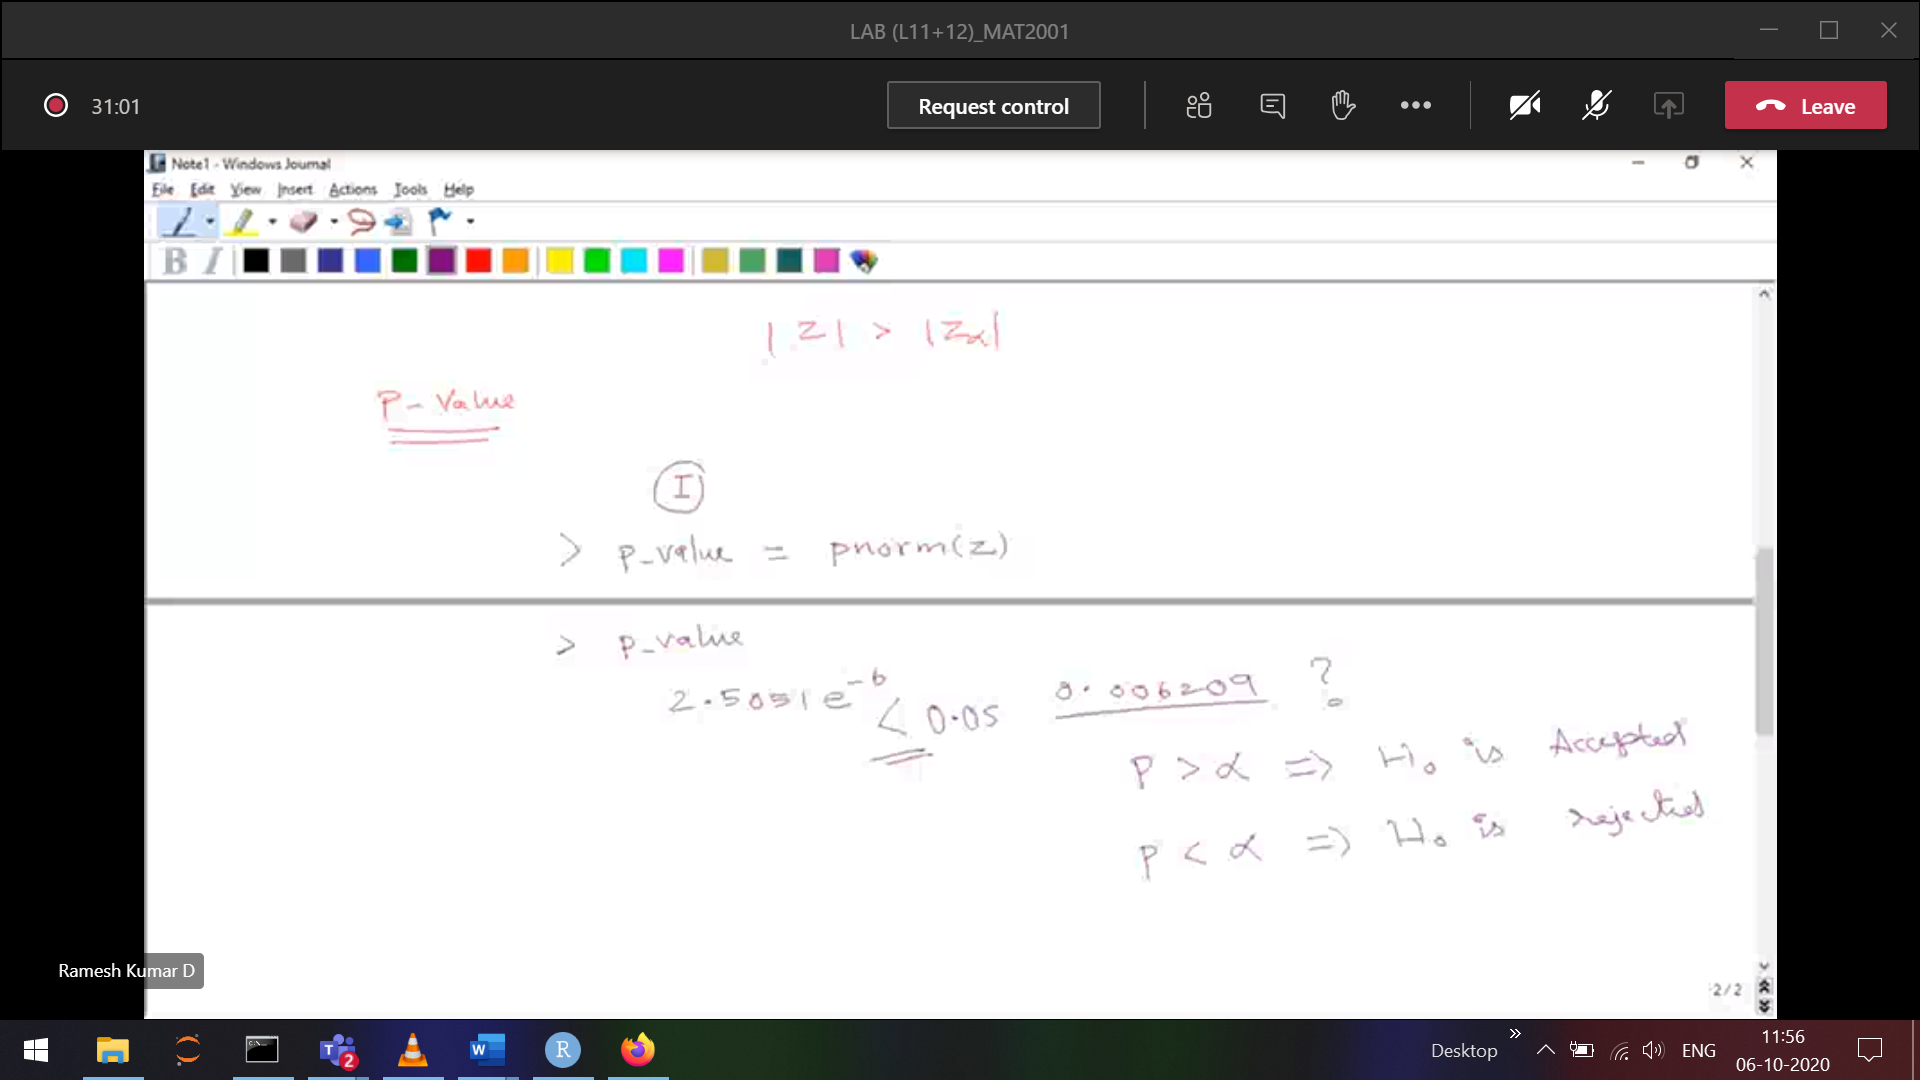 LAB (L11+12)_MAT2001
31:01
Request control
Leave
Note1 - Windows Journal
File Edit View Insert Actions Tools Help
B I
|Z| > |Zα|
P-Value
I
> p_value = pnorm(z)
> p_value
2.5051 e⁻⁶ < 0.05 0.006209 ?
P > α => H₀ is Accepted
P < α => H₀ is rejected
Ramesh Kumar D
2/2
T 2
W
R
Desktop
»
ENG
11:56
06-10-2020